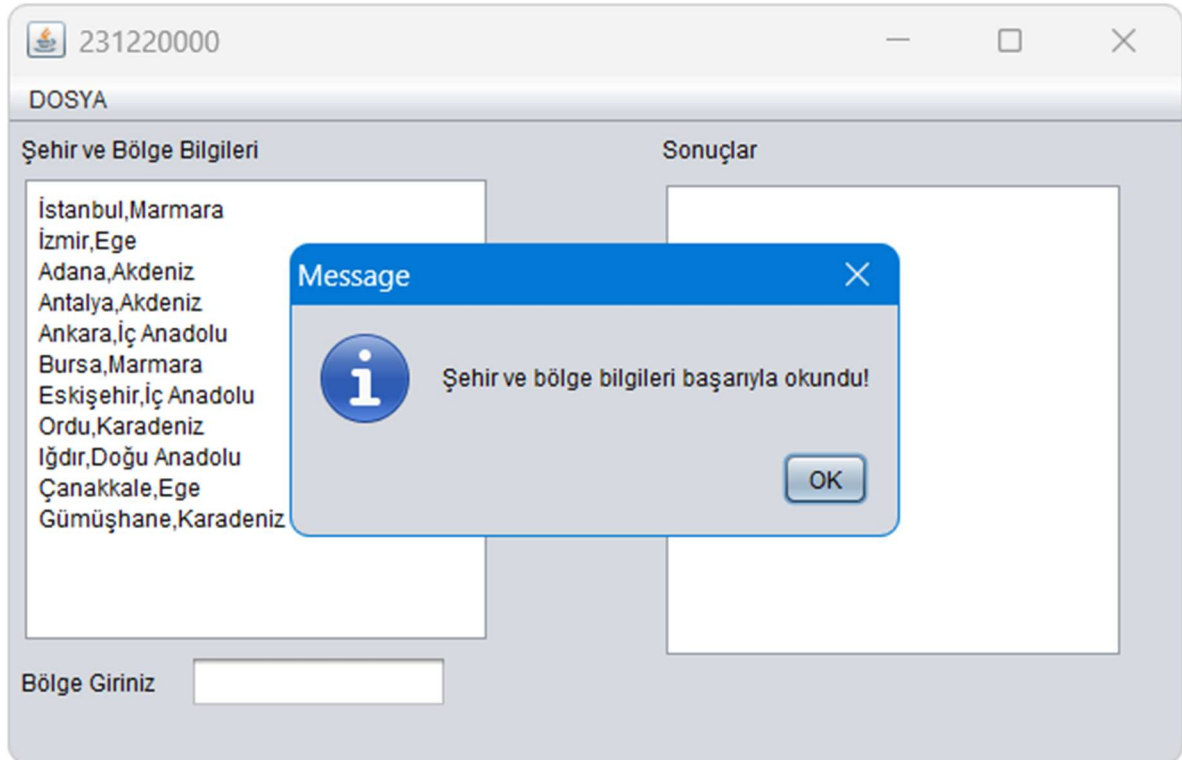 231220000
DOSYA
Şehir ve Bölge Bilgileri
İstanbul,Marmara
İzmir,Ege
Adana,Akdeniz
Antalya,Akdeniz
Ankara,İç Anadolu
Bursa,Marmara
Eskişehir,İç Anadolu
Ordu,Karadeniz
Iğdır,Doğu Anadolu
Çanakkale,Ege
Gümüşhane,Karadeniz
Bölge Giriniz
Sonuçlar
Message
Şehir ve bölge bilgileri başarıyla okundu!
OK